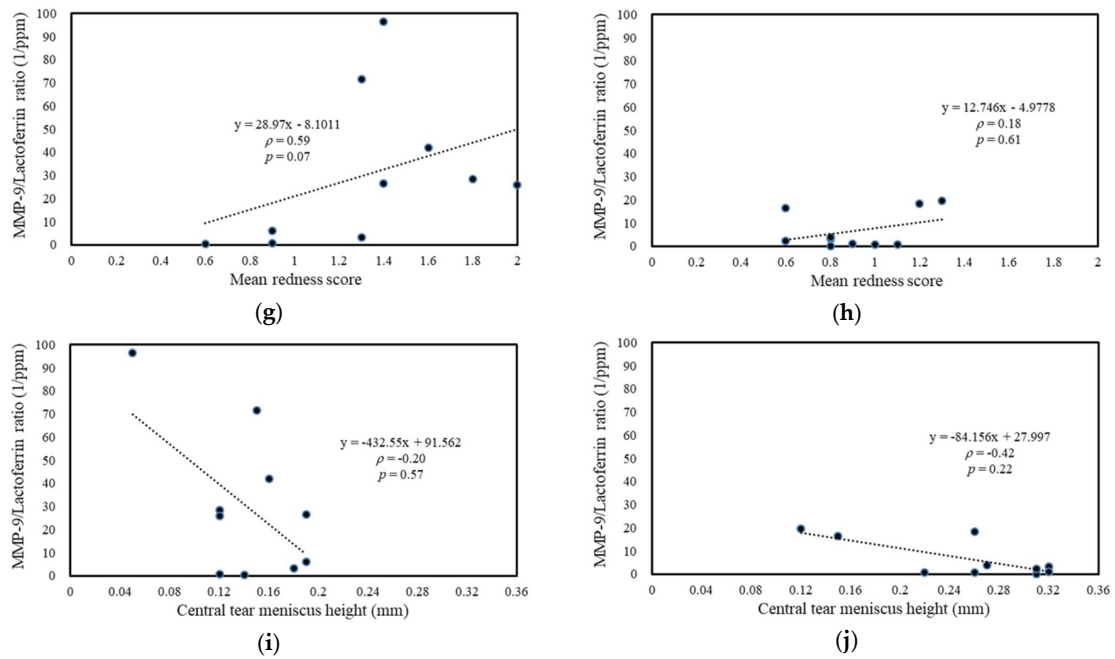 MMP-9/Lactoferrin ratio (1/ppm)
100
90
80
70
60
50
40
30
20
10
0
y = 28.97x - 8.1011
ρ = 0.59
p = 0.07
0 0.2 0.4 0.6 0.8 1 1.2 1.4 1.6 1.8 2
Mean redness score
(g)
MMP-9/Lactoferrin ratio (1/ppm)
100
90
80
70
60
50
40
30
20
10
0
y = 12.746x - 4.9778
ρ = 0.18
p = 0.61
0 0.2 0.4 0.6 0.8 1 1.2 1.4 1.6 1.8 2
Mean redness score
(h)
MMP-9/Lactoferrin ratio (1/ppm)
100
90
80
70
60
50
40
30
20
10
0
y = -432.55x + 91.562
ρ = -0.20
p = 0.57
0 0.04 0.08 0.12 0.16 0.2 0.24 0.28 0.32 0.36
Central tear meniscus height (mm)
(i)
MMP-9/Lactoferrin ratio (1/ppm)
100
90
80
70
60
50
40
30
20
10
0
y = -84.156x + 27.997
ρ = -0.42
p = 0.22
0 0.04 0.08 0.12 0.16 0.2 0.24 0.28 0.32 0.36
Central tear meniscus height (mm)
(j)